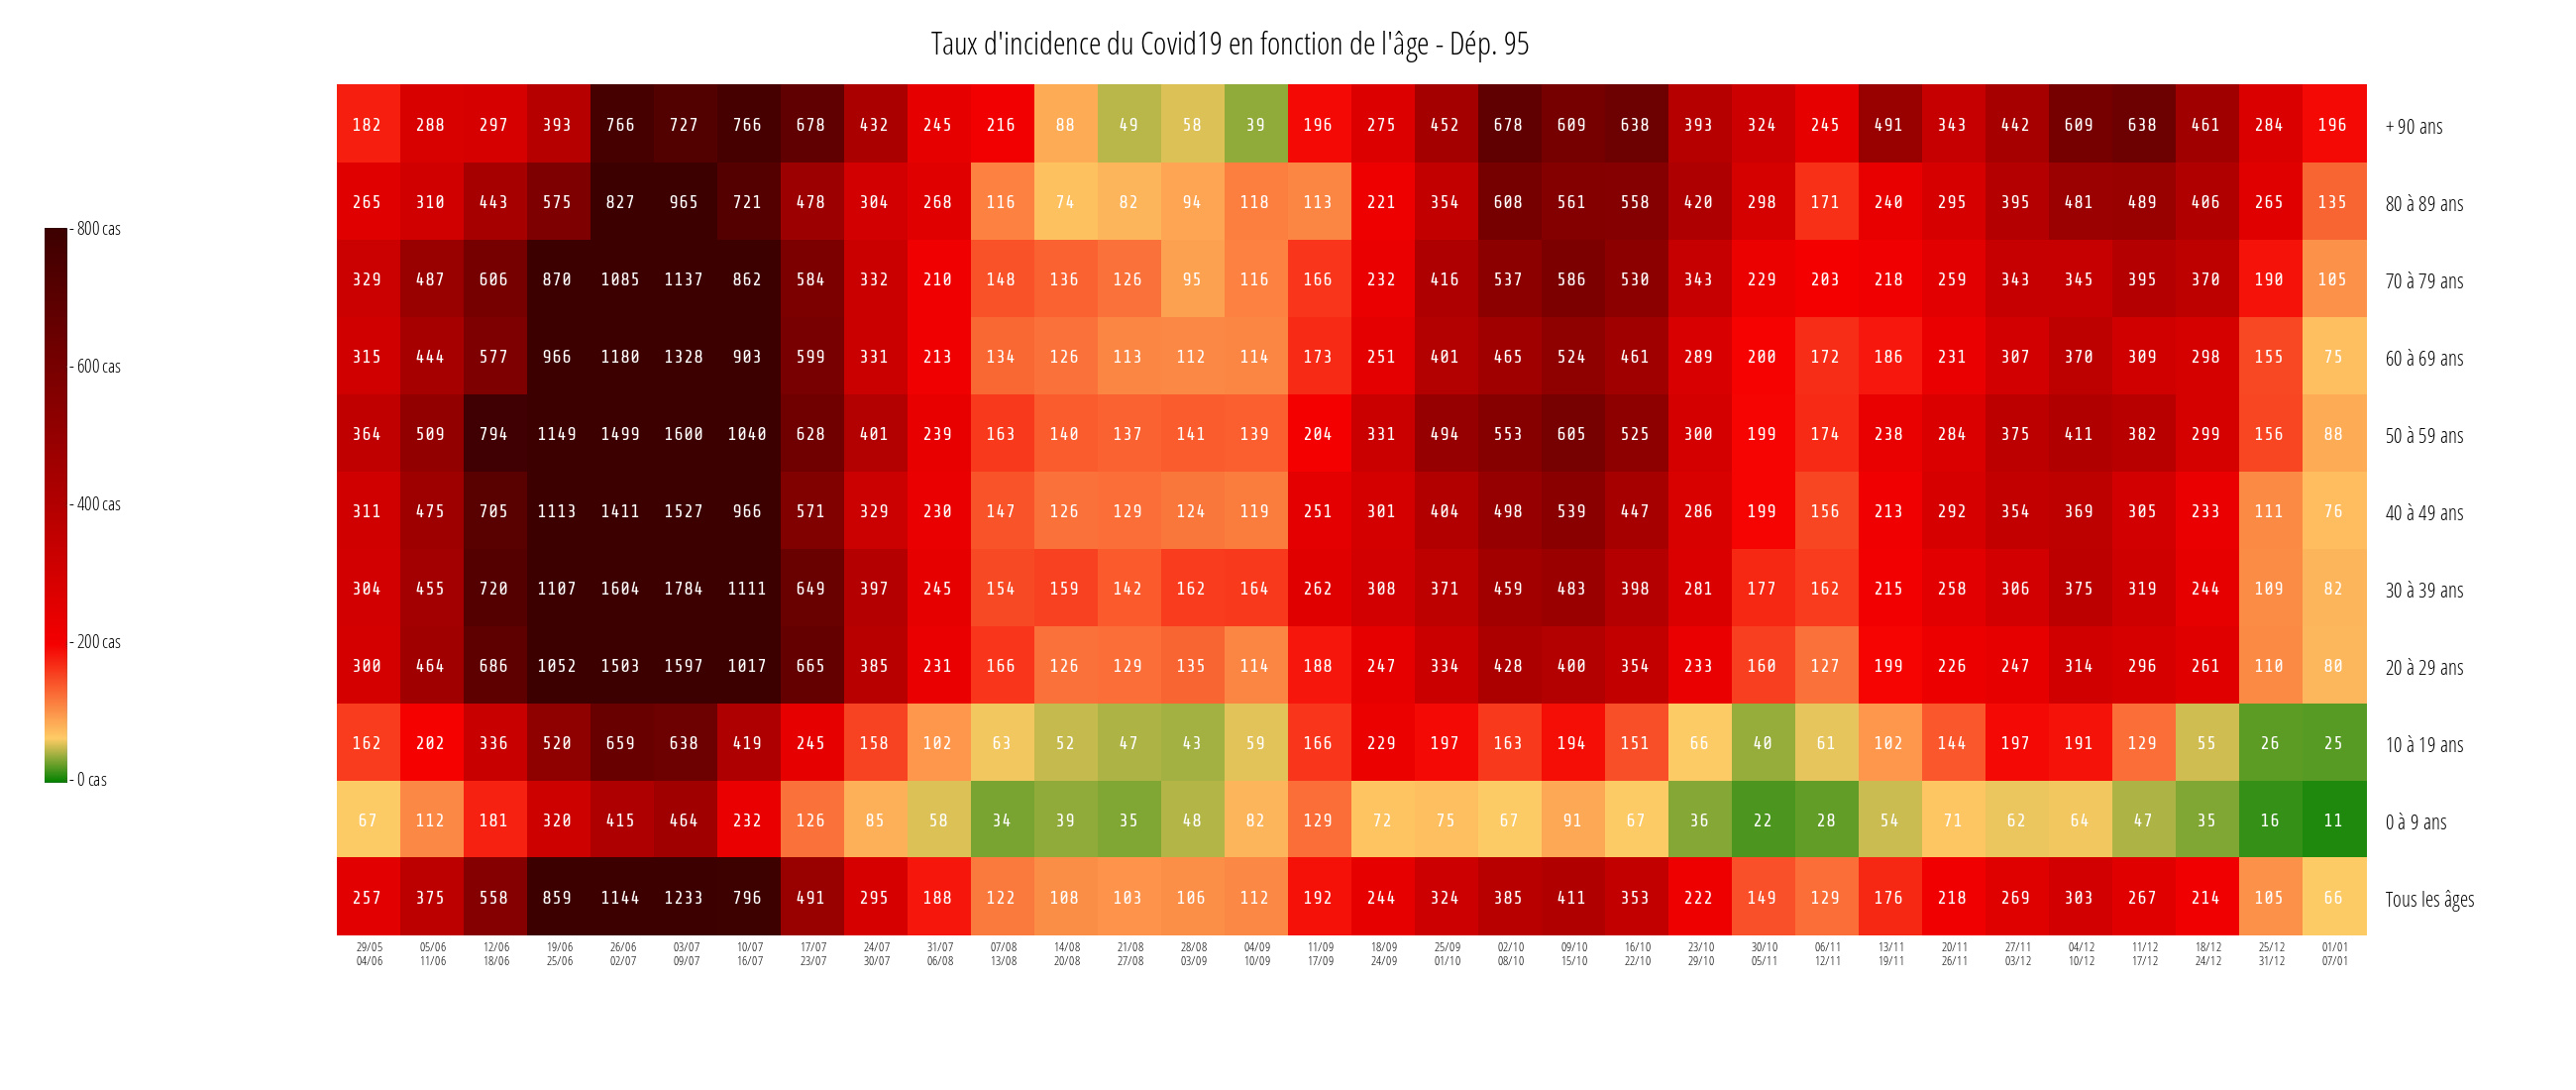 Taux d'incidence du Covid19 en fonction de l'âge - Dép. 95
- 800 cas
- 600 cas
- 400 cas
- 200 cas
- 0 cas
182 288 297 393 766 727 766 678 432 245 216 88 49 58 39 196 275 452 678 609 638 393 324 245 491 343 442 609 638 461 284 196 + 90 ans
265 310 443 575 827 965 721 478 304 268 116 74 82 94 118 113 221 354 608 561 558 420 298 171 240 295 395 481 489 406 265 135 80 à 89 ans
329 487 606 870 1085 1137 862 584 332 210 148 136 126 95 116 166 232 416 537 586 530 343 229 203 218 259 343 345 395 370 190 105 70 à 79 ans
315 444 577 966 1180 1328 903 599 331 213 134 126 113 112 114 173 251 401 465 524 461 289 200 172 186 231 307 370 309 298 155 75 60 à 69 ans
364 509 794 1149 1499 1600 1040 628 401 239 163 140 137 141 139 204 331 494 553 605 525 300 199 174 238 284 375 411 382 299 156 88 50 à 59 ans
311 475 705 1113 1411 1527 966 571 329 230 147 126 129 124 119 251 301 404 498 539 447 286 199 156 213 292 354 369 305 233 111 76 40 à 49 ans
304 455 720 1107 1604 1784 1111 649 397 245 154 159 142 162 164 262 308 371 459 483 398 281 177 162 215 258 306 375 319 244 109 82 30 à 39 ans
300 464 686 1052 1503 1597 1017 665 385 231 166 126 129 135 114 188 247 334 428 400 354 233 160 127 199 226 247 314 296 261 110 80 20 à 29 ans
162 202 336 520 659 638 419 245 158 102 63 52 47 43 59 166 229 197 163 194 151 66 40 61 102 144 197 191 129 55 26 25 10 à 19 ans
67 112 181 320 415 464 232 126 85 58 34 39 35 48 82 129 72 75 67 91 67 36 22 28 54 71 62 64 47 35 16 11 0 à 9 ans
257 375 558 859 1144 1233 796 491 295 188 122 108 103 106 112 192 244 324 385 411 353 222 149 129 176 218 269 303 267 214 105 66 Tous les âges
29/05 05/06 12/06 19/06 26/06 03/07 10/07 17/07 24/07 31/07 07/08 14/08 21/08 28/08 04/09 11/09 18/09 25/09 02/10 09/10 16/10 23/10 30/10 06/11 13/11 20/11 27/11 04/12 11/12 18/12 25/12 01/01
04/06 11/06 18/06 25/06 02/07 09/07 16/07 23/07 30/07 06/08 13/08 20/08 27/08 03/09 10/09 17/09 24/09 01/10 08/10 15/10 22/10 29/10 05/11 12/11 19/11 26/11 03/12 10/12 17/12 24/12 31/12 07/01